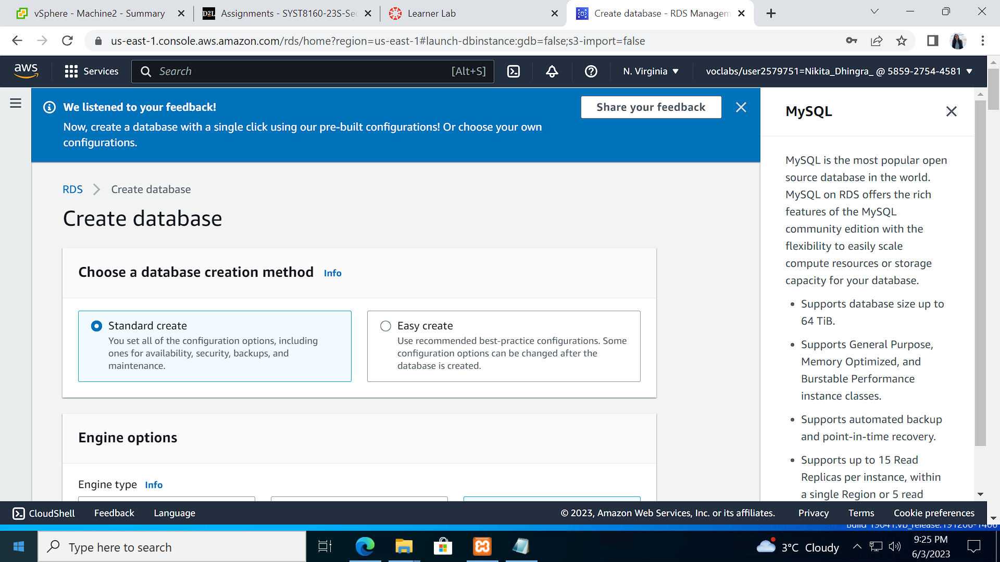 vSphere - Machine2 - Summary
D2L Assignments - SYST8160-23S-Sec
Learner Lab
Create database - RDS Managem
us-east-1.console.aws.amazon.com/rds/home?region=us-east-1#launch-dbinstance:gdb=false;s3-import=false
aws
Services
Search
[Alt+S]
N. Virginia
voclabs/user2579751=Nikita_Dhingra_ @ 5859-2754-4581
We listened to your feedback!
Now, create a database with a single click using our pre-built configurations! Or choose your own
configurations.
Share your feedback
RDS
Create database
Create database
Choose a database creation method Info
Standard create
You set all of the configuration options, including
ones for availability, security, backups, and
maintenance.
Easy create
Use recommended best-practice configurations. Some
configuration options can be changed after the
database is created.
Engine options
Engine type Info
MySQL
MySQL is the most popular open
source database in the world.
MySQL on RDS offers the rich
features of the MySQL
community edition with the
flexibility to easily scale
compute resources or storage
capacity for your database.
• Supports database size up to
64 TiB.
• Supports General Purpose,
Memory Optimized, and
Burstable Performance
instance classes.
• Supports automated backup
and point-in-time recovery.
• Supports up to 15 Read
Replicas per instance, within
a single Region or 5 read
CloudShell
Feedback
Language
© 2023, Amazon Web Services, Inc. or its affiliates.
Privacy
Terms
Cookie preferences
Build 19041.vb_release.191206-1406
Type here to search
3°C Cloudy
9:25 PM
6/3/2023